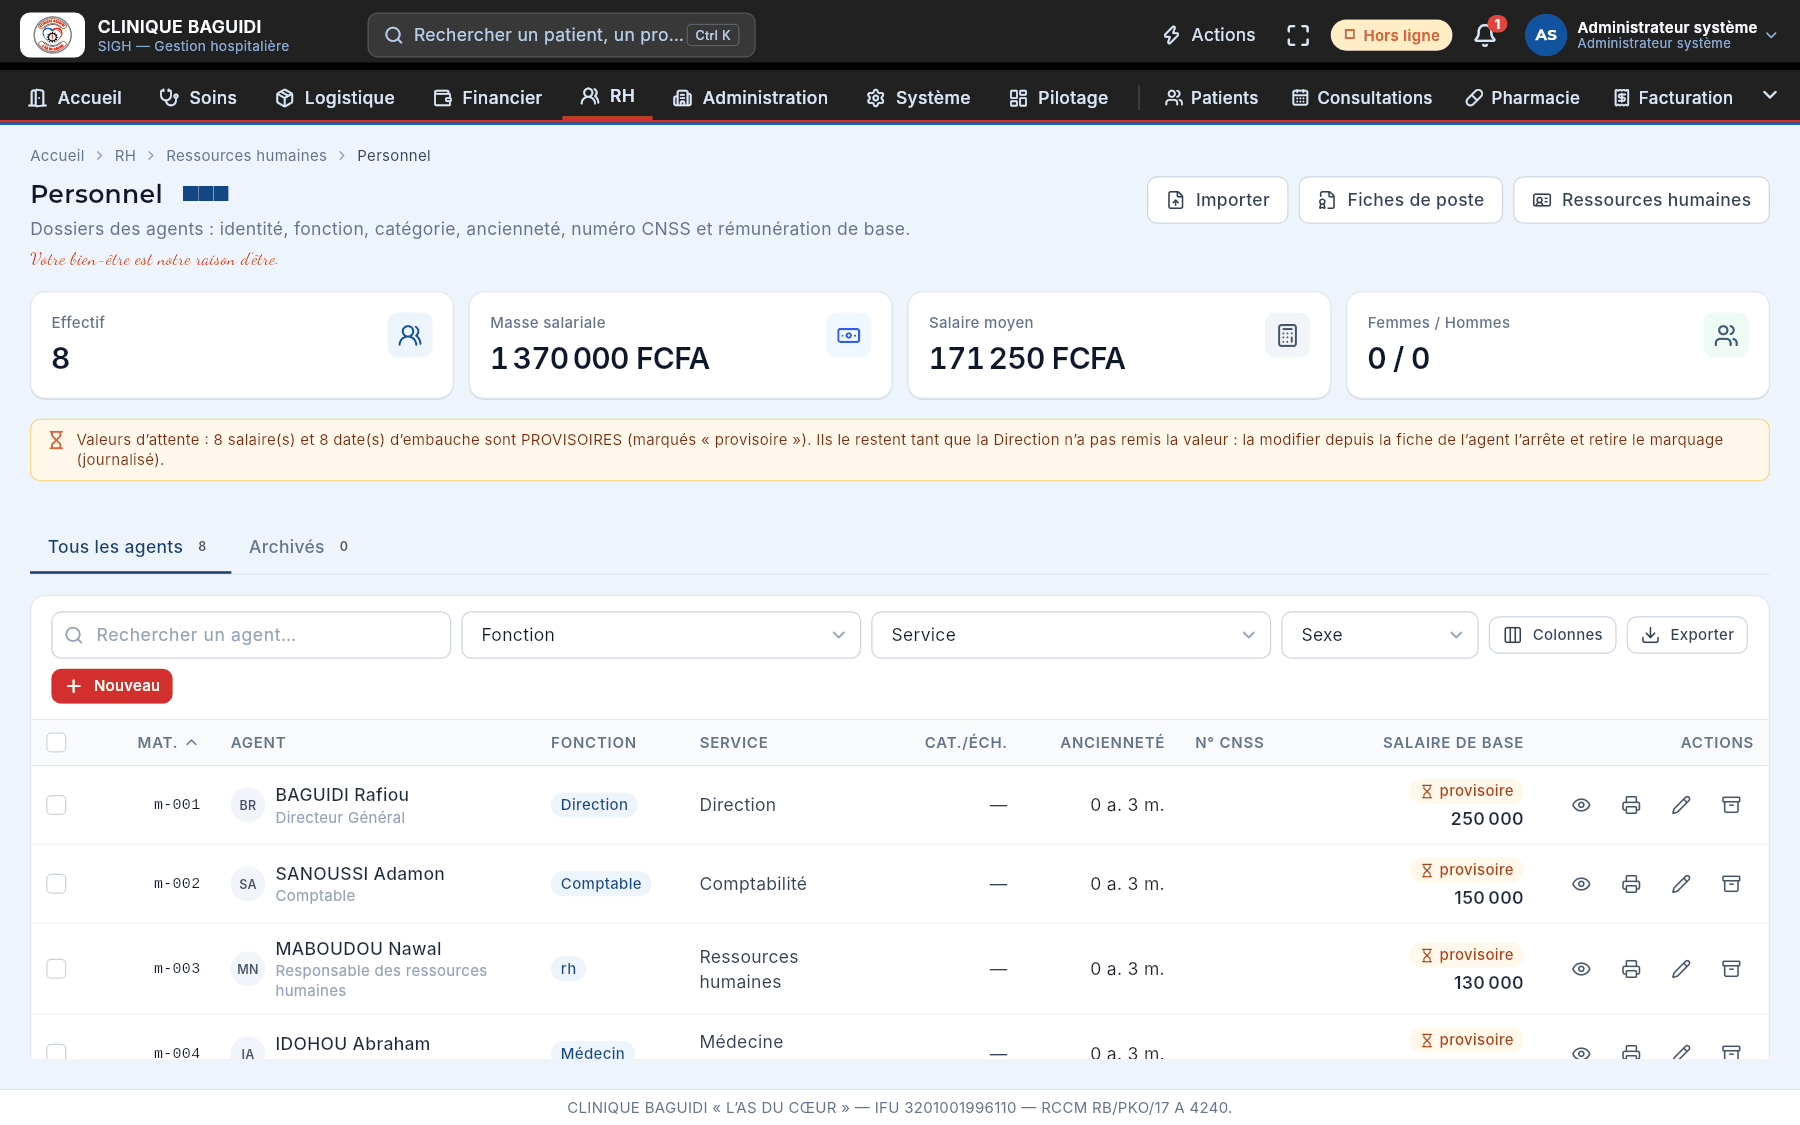 CLINIQUE BAGUIDI
SIGH — Gestion hospitalière
Rechercher un patient, un pro... Ctrl K
Actions
Hors ligne
1
AS
Administrateur système
Administrateur système
Accueil Soins Logistique Financier RH Administration Système Pilotage Patients Consultations Pharmacie Facturation
Accueil > RH > Ressources humaines > Personnel
Personnel
Importer Fiches de poste Ressources humaines
Dossiers des agents : identité, fonction, catégorie, ancienneté, numéro CNSS et rémunération de base.
Votre bien-être est notre raison d'être.
Effectif
8
Masse salariale
1 370 000 FCFA
Salaire moyen
171 250 FCFA
Femmes / Hommes
0 / 0
Valeurs d'attente : 8 salaire(s) et 8 date(s) d'embauche sont PROVISOIRES (marqués « provisoire »). Ils le restent tant que la Direction n'a pas remis la valeur : la modifier depuis la fiche de l'agent l'arrête et retire le marquage
(journalisé).
Tous les agents 8 Archivés 0
Rechercher un agent... Fonction Service Sexe Colonnes Exporter
+ Nouveau
MAT. AGENT FONCTION SERVICE CAT./ÉCH. ANCIENNETÉ N° CNSS SALAIRE DE BASE ACTIONS
m-001 BR BAGUIDI Rafiou Direction Direction — 0 a. 3 m. provisoire
Directeur Général 250 000
m-002 SA SANOUSSI Adamon Comptable Comptabilité — 0 a. 3 m. provisoire
Comptable 150 000
m-003 MN MABOUDOU Nawal rh Ressources — 0 a. 3 m. provisoire
Responsable des ressources humaines 130 000
humaines
m-004 IA IDOHOU Abraham Médecin Médecine — 0 a. 3 m. provisoire
CLINIQUE BAGUIDI « L'AS DU CŒUR » — IFU 3201001996110 — RCCM RB/PKO/17 A 4240.